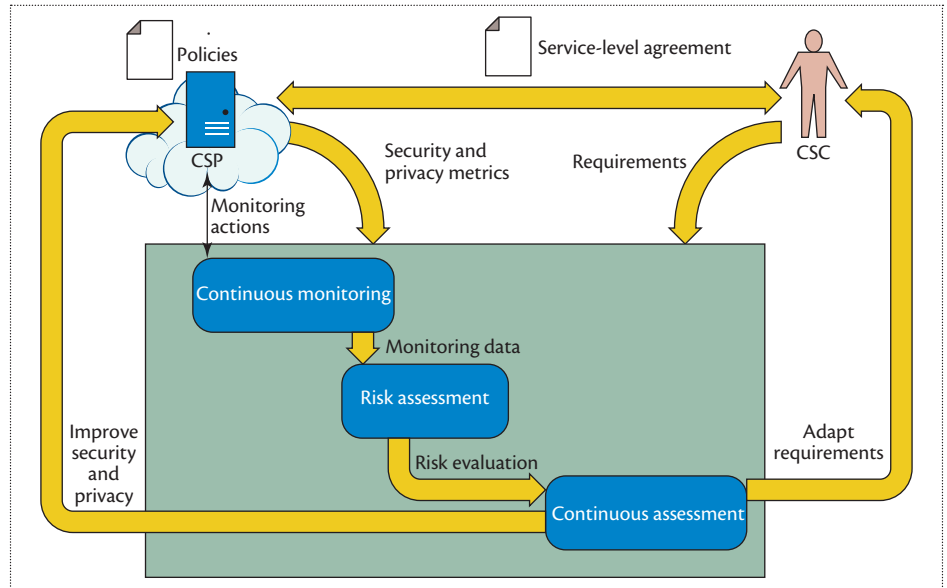 Policies
Service-level agreement
CSP
CSC
Security and
privacy metrics
Requirements
Monitoring
actions
Continuous monitoring
Monitoring data
Risk assessment
Improve
security
and
privacy
Risk evaluation
Adapt
requirements
Continuous assessment